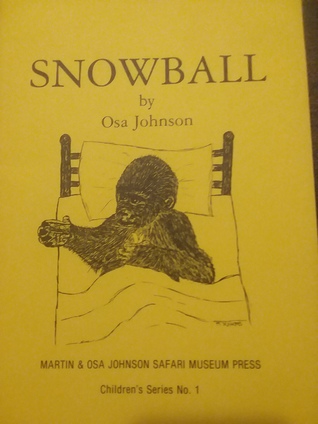 SNOWBALL
by
Osa Johnson
MARTIN & OSA JOHNSON SAFARI MUSEUM PRESS
Children's Series No. 1